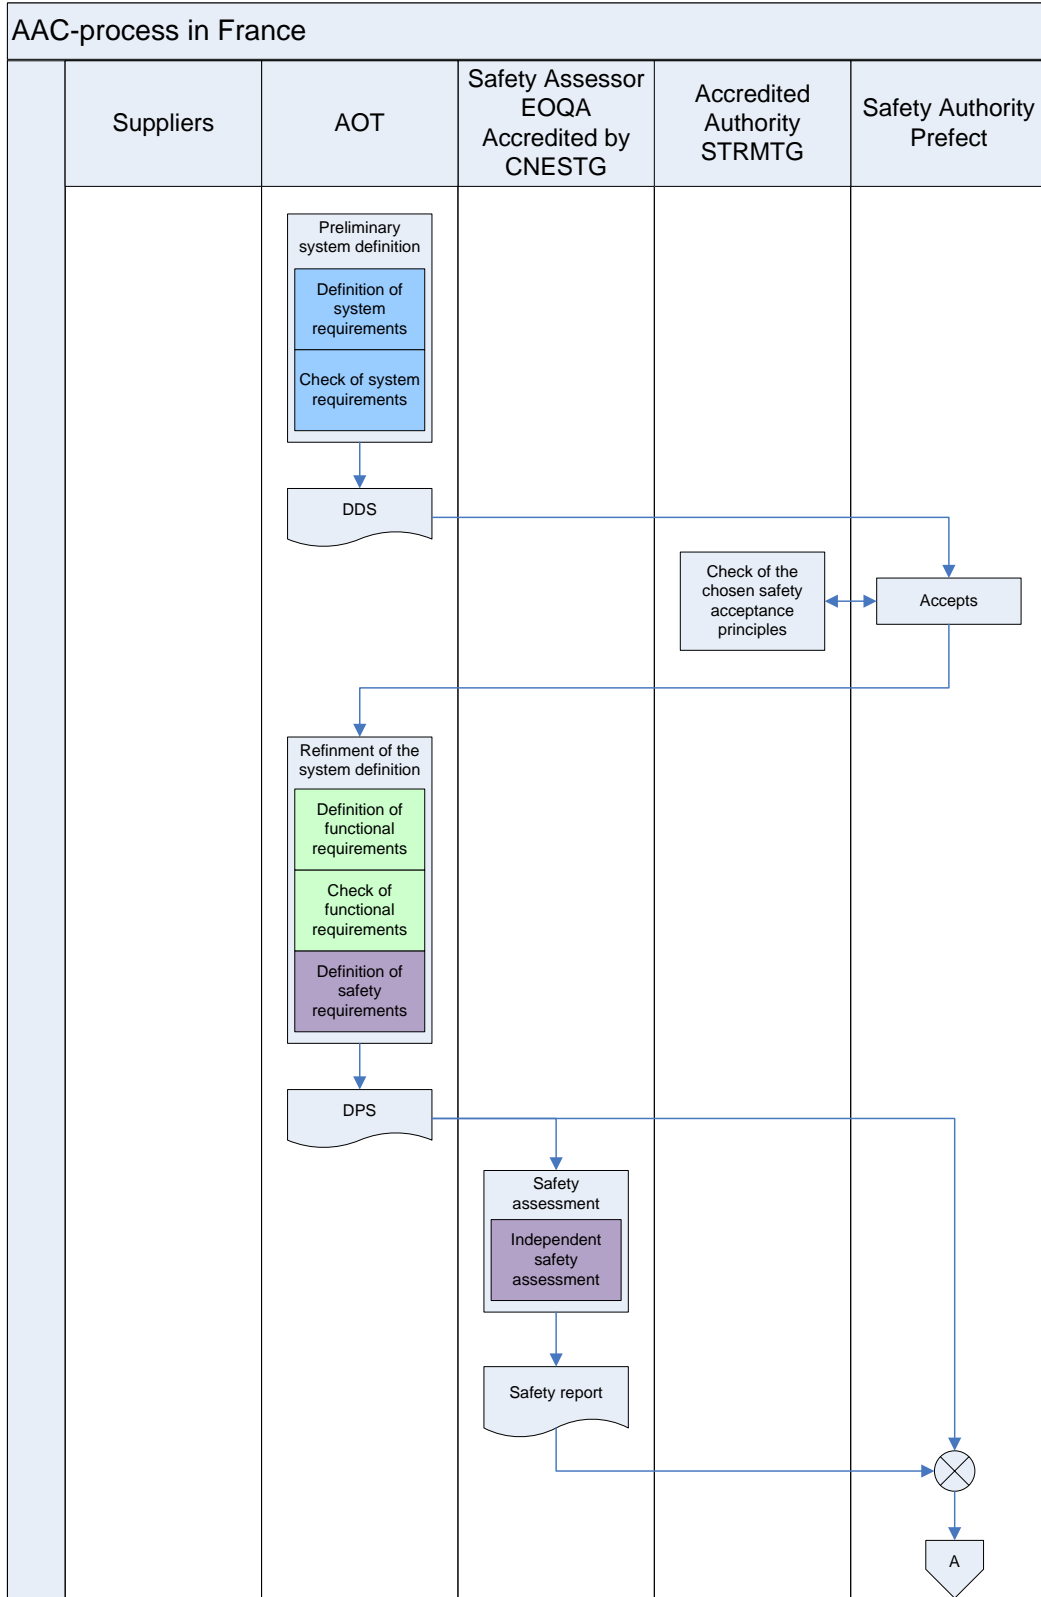 AAC-process in France
Suppliers
AOT
Safety Assessor
EOQA
Accredited by
CNESTG
Accredited
Authority
STRMTG
Safety Authority
Prefect
Preliminary
system definition
Definition of
system
requirements
Check of system
requirements
DDS
Check of the
chosen safety
acceptance
principles
Accepts
Refinment of the
system definition
Definition of
functional
requirements
Check of
functional
requirements
Definition of
safety
requirements
DPS
Safety
assessment
Independent
safety
assessment
Safety report
A